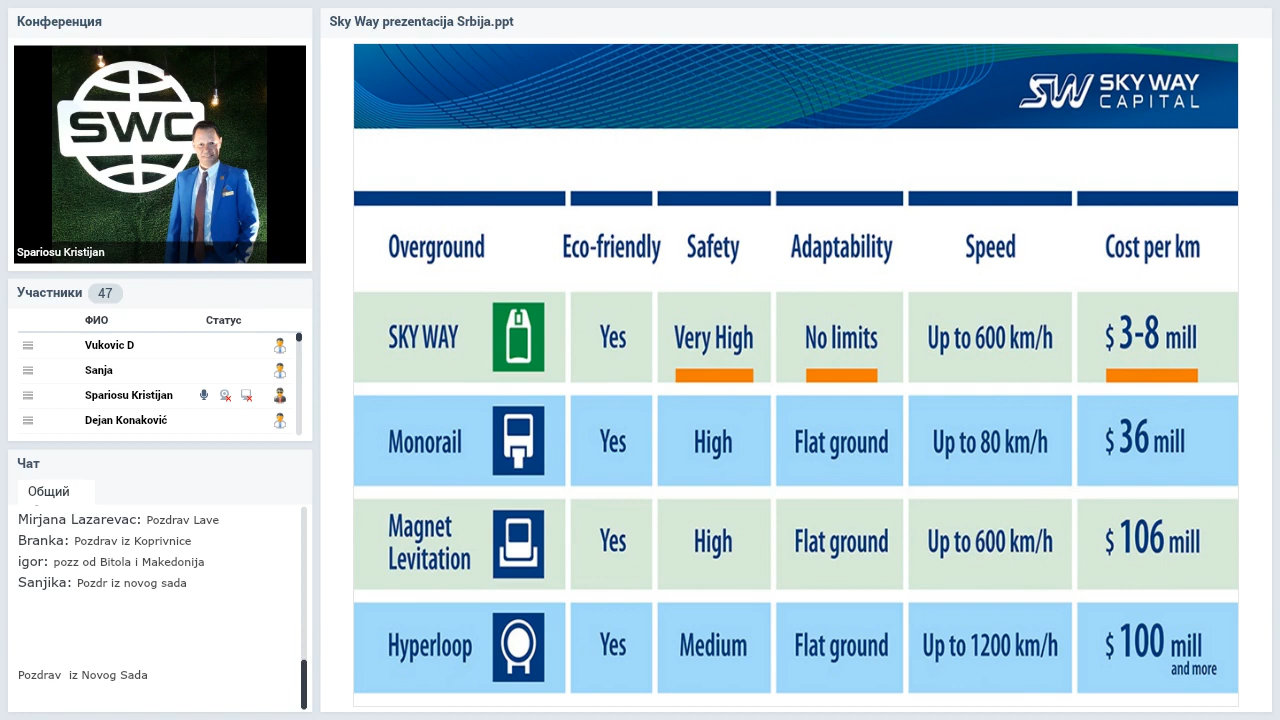 Конференция
SWC
Spariosu Kristijan
Участники 47
ФИО Статус
Vukovic D
Sanja
Spariosu Kristijan
Dejan Konaković
Чат
Общий
Mirjana Lazarevac: Pozdrav Lave
Branka: Pozdrav iz Koprivnice
igor: pozz od Bitola i Makedonija
Sanjika: Pozdr iz novog sada
Pozdrav iz Novog Sada
Sky Way prezentacija Srbija.ppt
SW SKY WAY
CAPITAL
Overground Eco-friendly Safety Adaptability Speed Cost per km
SKY WAY Yes Very High No limits Up to 600 km/h $ 3-8 mill
Monorail Yes High Flat ground Up to 80 km/h $ 36 mill
Magnet
Levitation Yes High Flat ground Up to 600 km/h $ 106 mill
Hyperloop Yes Medium Flat ground Up to 1200 km/h $ 100 mill
and more